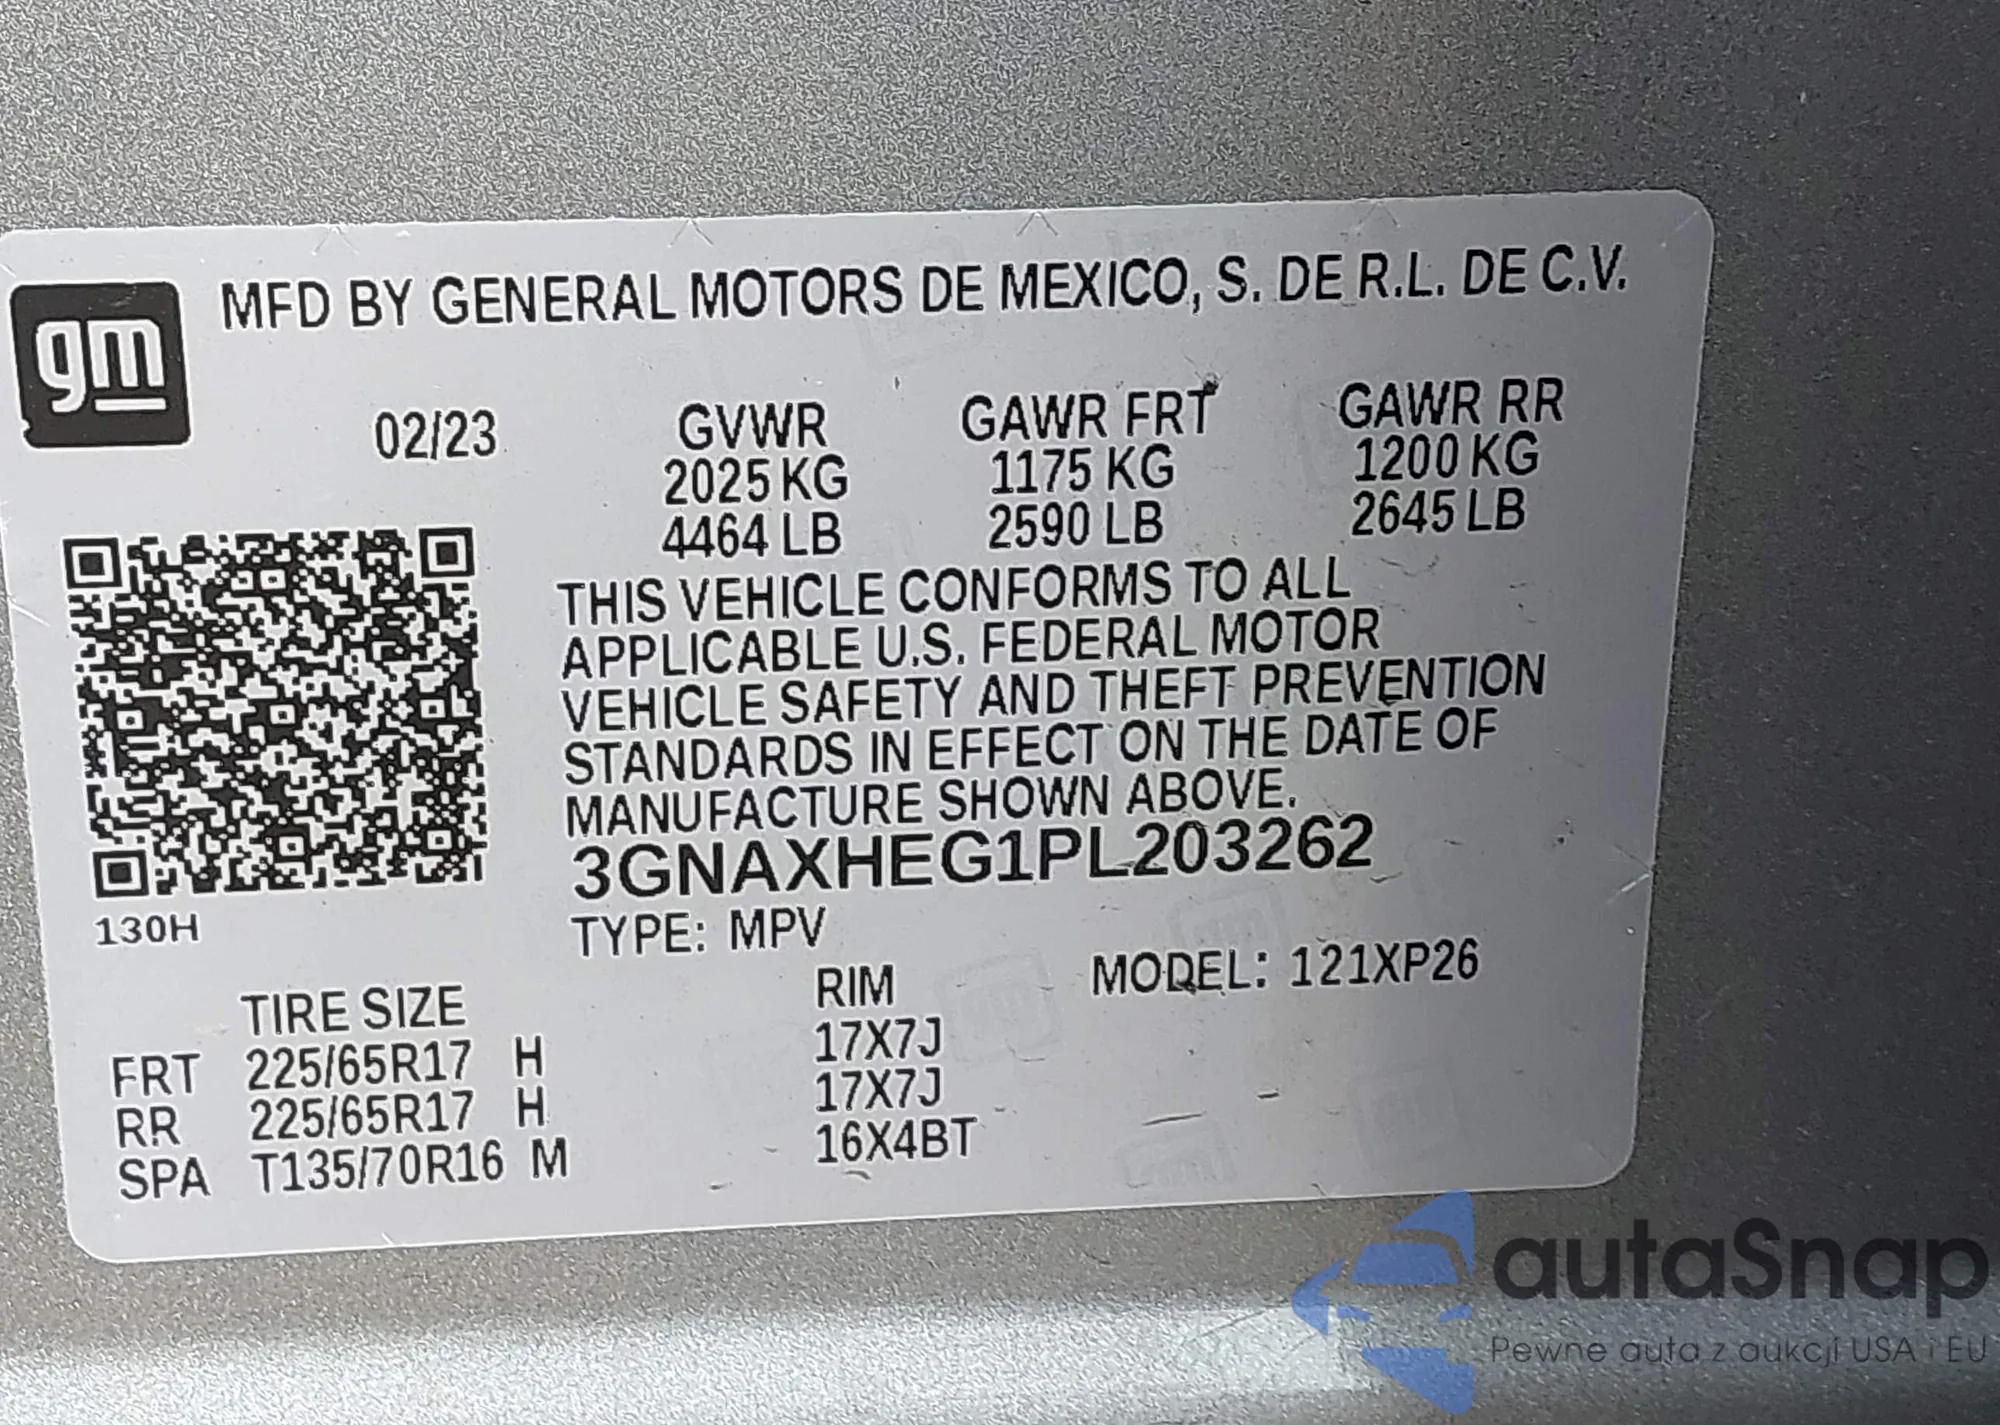 gm
MFD BY GENERAL MOTORS DE MEXICO, S. DE R.L. DE C.V.
02/23
GVWR GAWR FRT GAWR RR
2025 KG 1175 KG 1200 KG
4464 LB 2590 LB 2645 LB
THIS VEHICLE CONFORMS TO ALL
APPLICABLE U.S. FEDERAL MOTOR
VEHICLE SAFETY AND THEFT PREVENTION
STANDARDS IN EFFECT ON THE DATE OF
MANUFACTURE SHOWN ABOVE.
3GNAXHEG1PL203262
130H
TYPE: MPV
MODEL: 121XP26
TIRE SIZE RIM
FRT 225/65R17 H 17X7J
RR 225/65R17 H 17X7J
SPA T135/70R16 M 16X4BT
autaSnap
Pewne auta z aukcji USA i EU